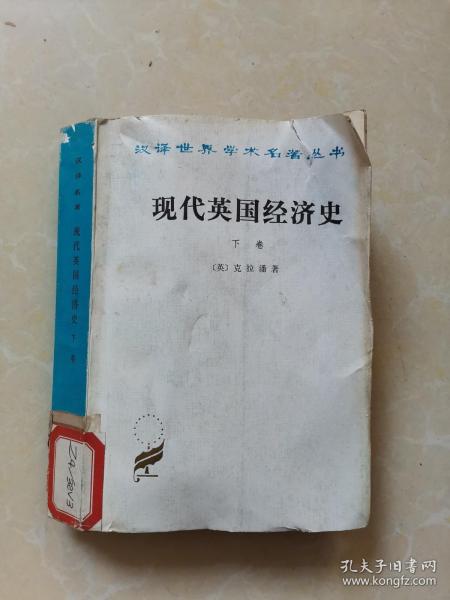 汉译世界学术名著丛书
现代英国经济史
下卷
〔英〕克拉潘著
汉译名著
现代英国经济史
下卷
孔夫子旧书网
www.kongfz.com